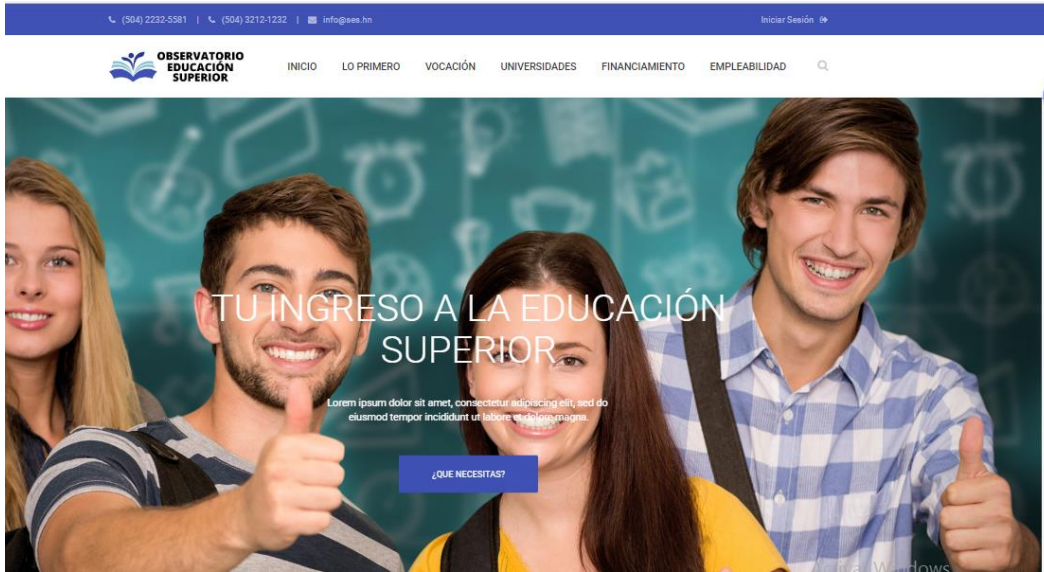 (504) 2232-5581 | (504) 3212-1232 | info@ses.hn
Iniciar Sesión
OBSERVATORIO
EDUCACIÓN
SUPERIOR
INICIO LO PRIMERO VOCACIÓN UNIVERSIDADES FINANCIAMIENTO EMPLEABILIDAD
TU INGRESO A LA EDUCACIÓN
SUPERIOR
Lorem ipsum dolor sit amet, consectetur adipiscing elit, sed do
eiusmod tempor incididunt ut labore et dolore magna.
¿QUE NECESITAS?